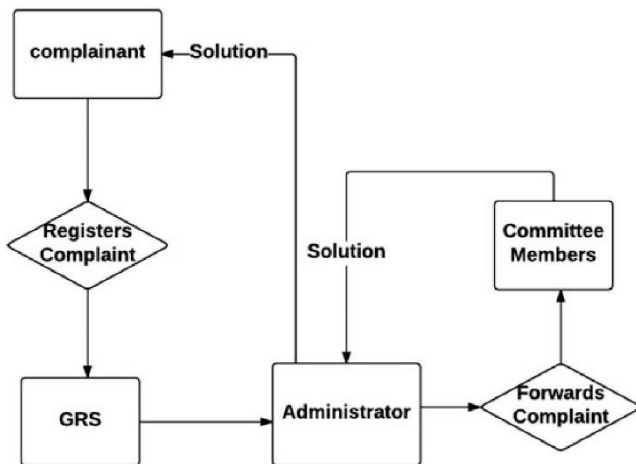 complainant
Solution
Registers
Complaint
Committee
Members
Solution
GRS
Administrator
Forwards
Complaint